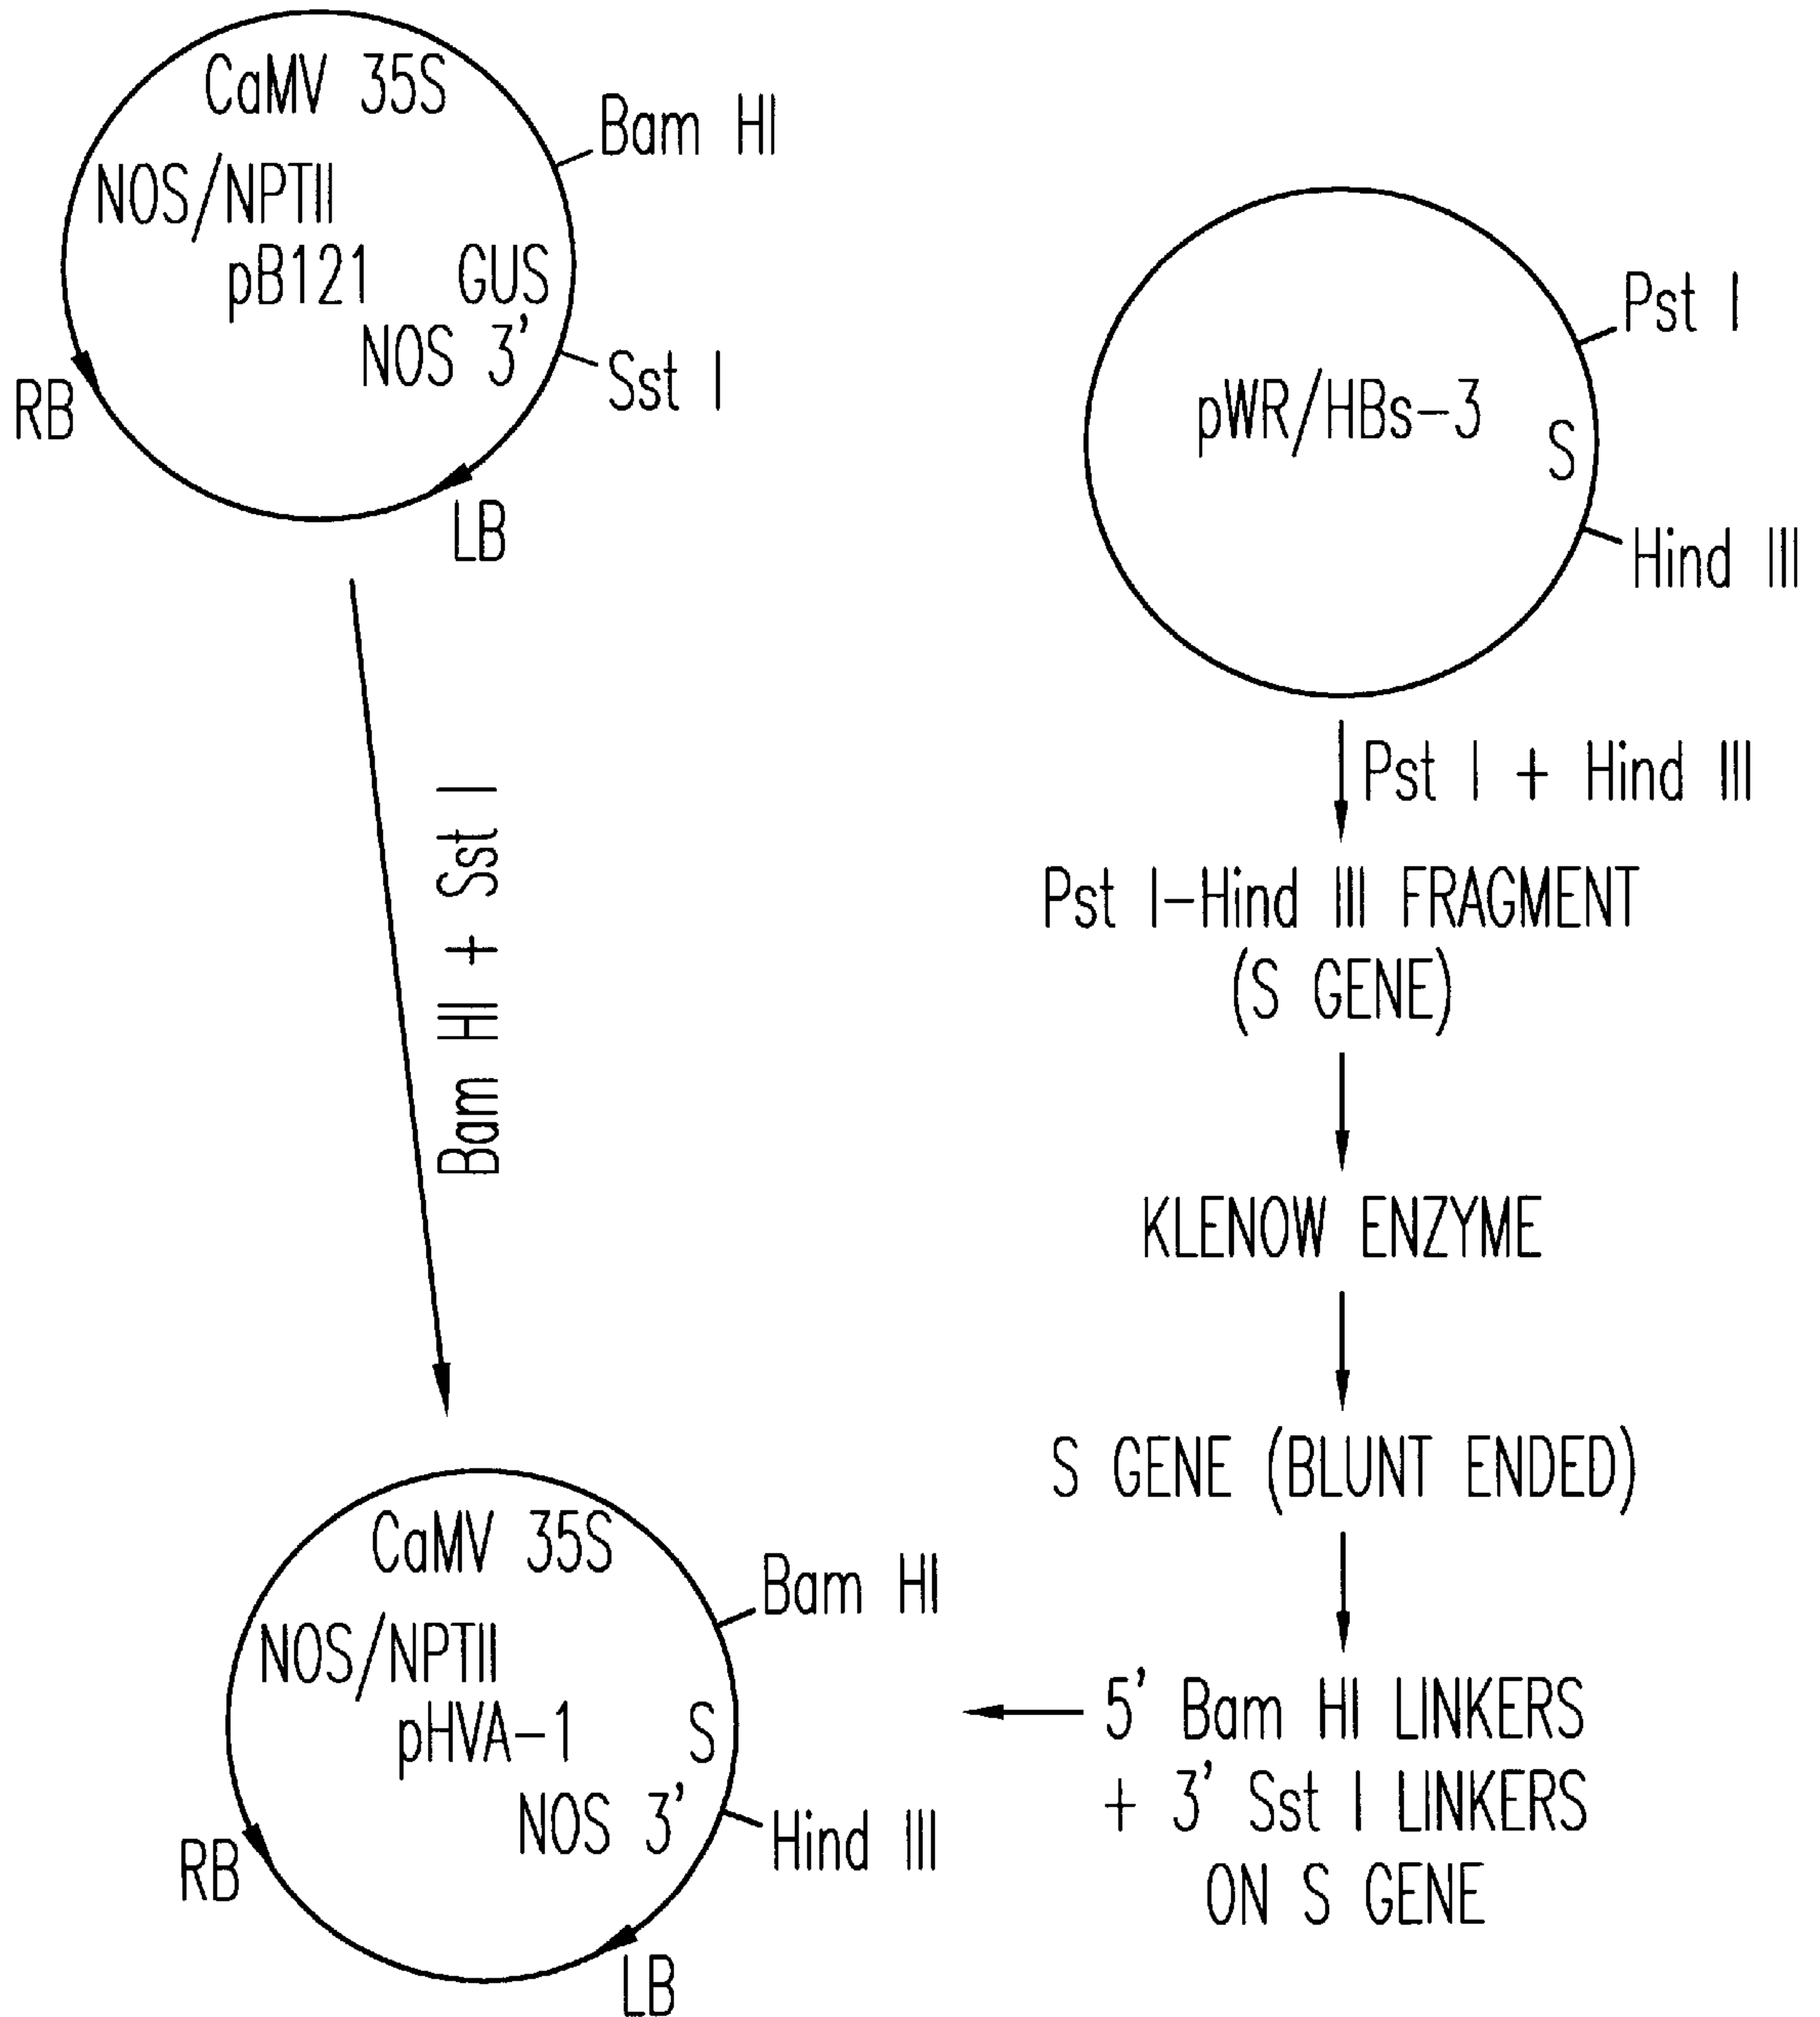 CaMV 35S
Bam HI
NOS/NPTII
pB121
GUS
NOS 3'
Sst I
RB
LB
Bam HI + Sst I
pWR/HBs-3
Pst I
S
Hind III
Pst I + Hind III
Pst I-Hind III FRAGMENT
(S GENE)
KLENOW ENZYME
S GENE (BLUNT ENDED)
5' Bam HI LINKERS
+ 3' Sst I LINKERS
ON S GENE
CaMV 35S
Bam HI
NOS/NPTII
pHVA-1
S
NOS 3'
Hind III
RB
LB